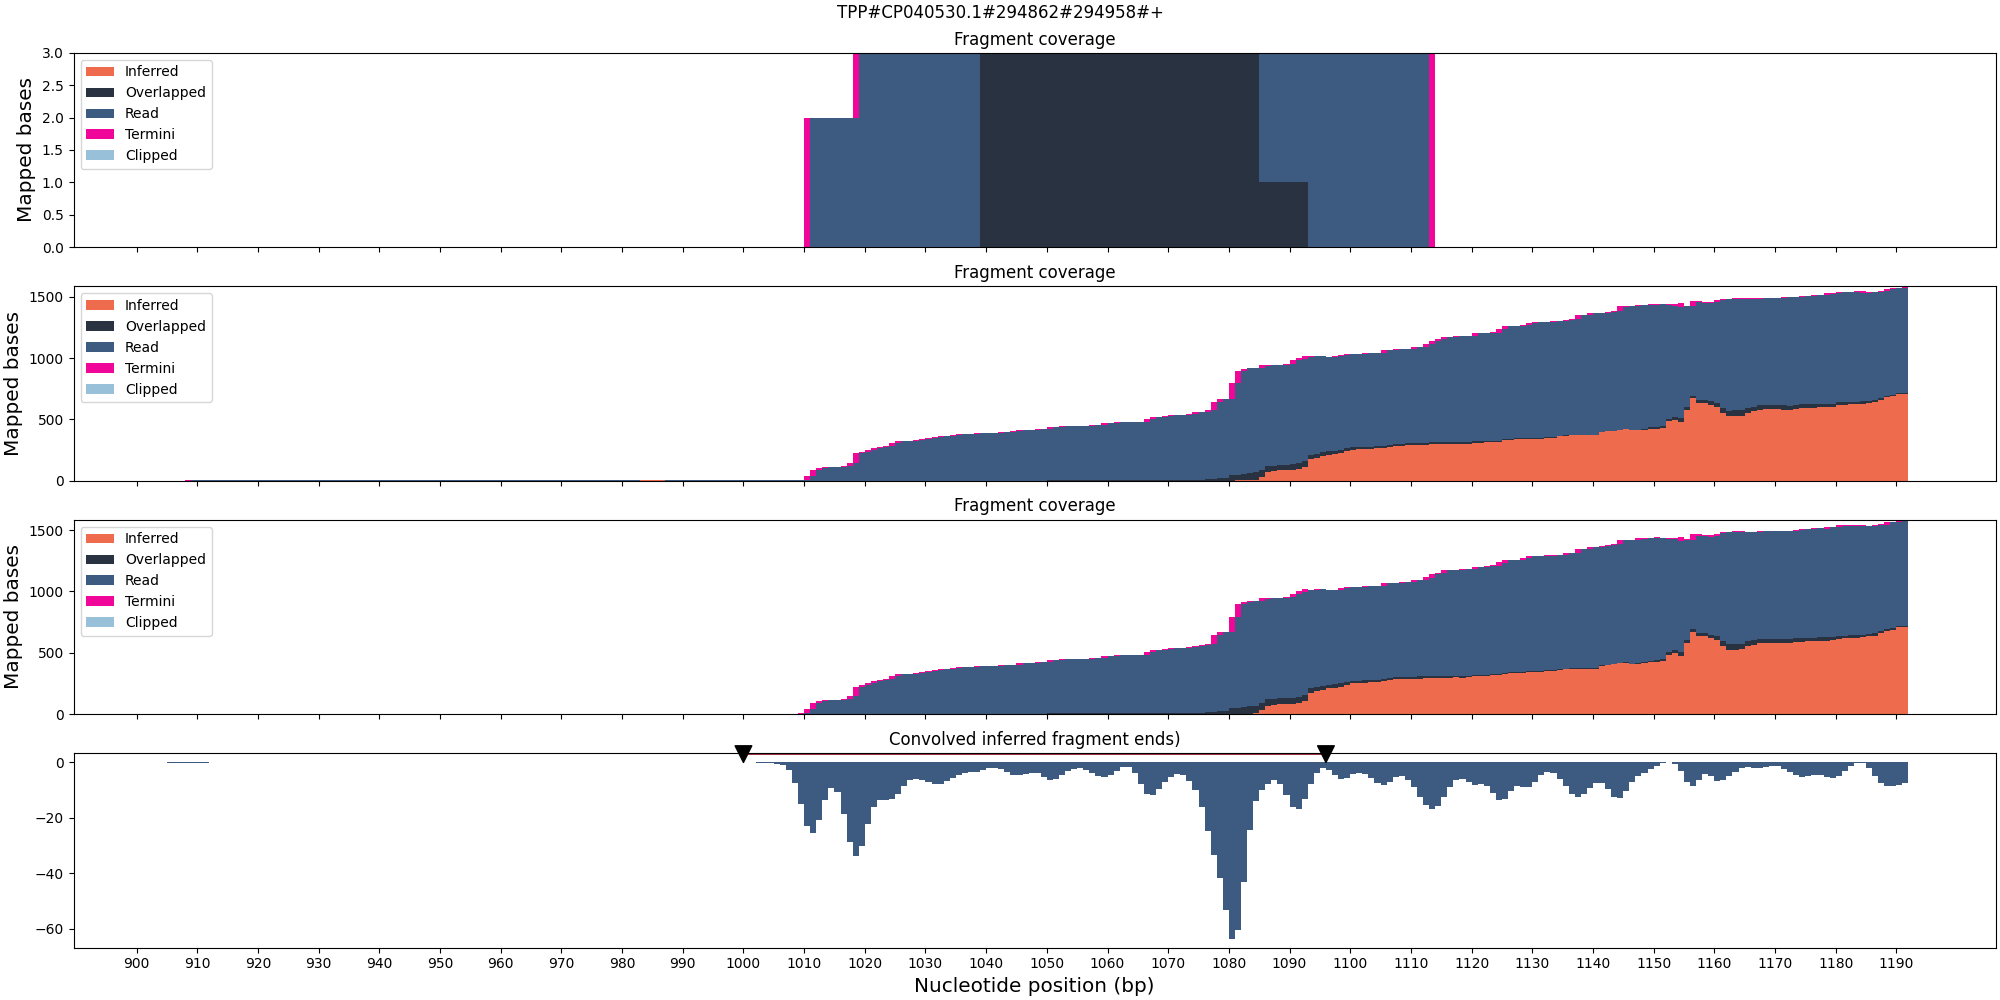 TPP#CP040530.1#294862#294958#+
Fragment coverage
Mapped bases
3.0
2.5
2.0
1.5
1.0
0.5
0.0
Inferred
Overlapped
Read
Termini
Clipped
Fragment coverage
Mapped bases
1500
1000
500
0
Inferred
Overlapped
Read
Termini
Clipped
Fragment coverage
Mapped bases
1500
1000
500
0
Inferred
Overlapped
Read
Termini
Clipped
Convolved inferred fragment ends)
0
−20
−40
−60
900 910 920 930 940 950 960 970 980 990 1000 1010 1020 1030 1040 1050 1060 1070 1080 1090 1100 1110 1120 1130 1140 1150 1160 1170 1180 1190
Nucleotide position (bp)